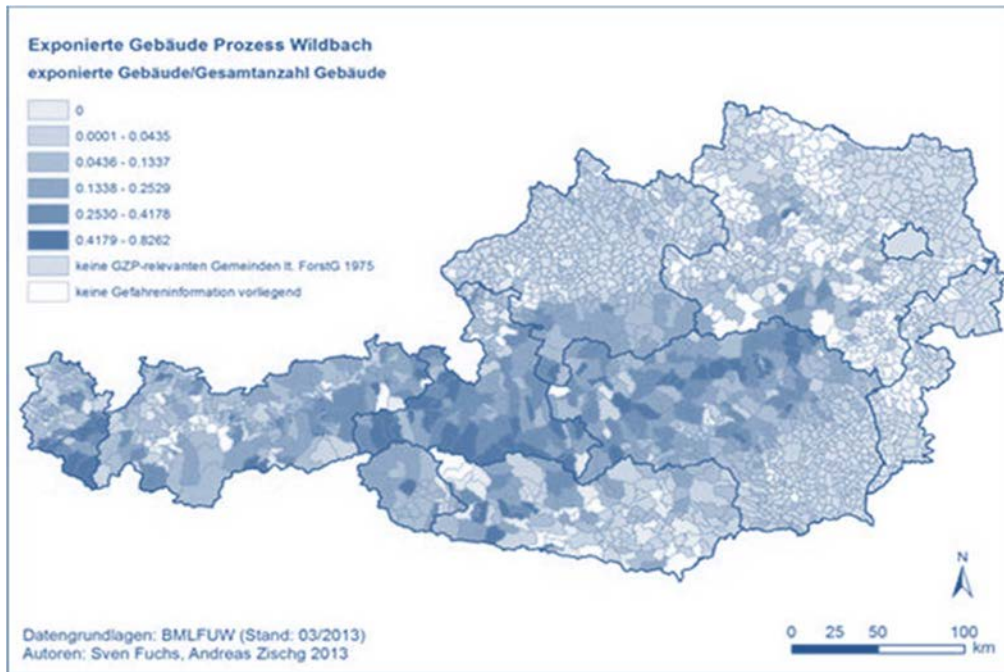 Exponierte Gebäude Prozess Wildbach
exponierte Gebäude/Gesamtanzahl Gebäude
0
0.0001 - 0.0435
0.0436 - 0.1337
0.1338 - 0.2529
0.2530 - 0.4178
0.4179 - 0.8262
keine GZP-relevanten Gemeinden lt. ForstG 1975
keine Gefahreninformation vorliegend
N
Datengrundlagen: BMLFUW (Stand: 03/2013)
Autoren: Sven Fuchs, Andreas Zischg 2013
0 25 50 100
km